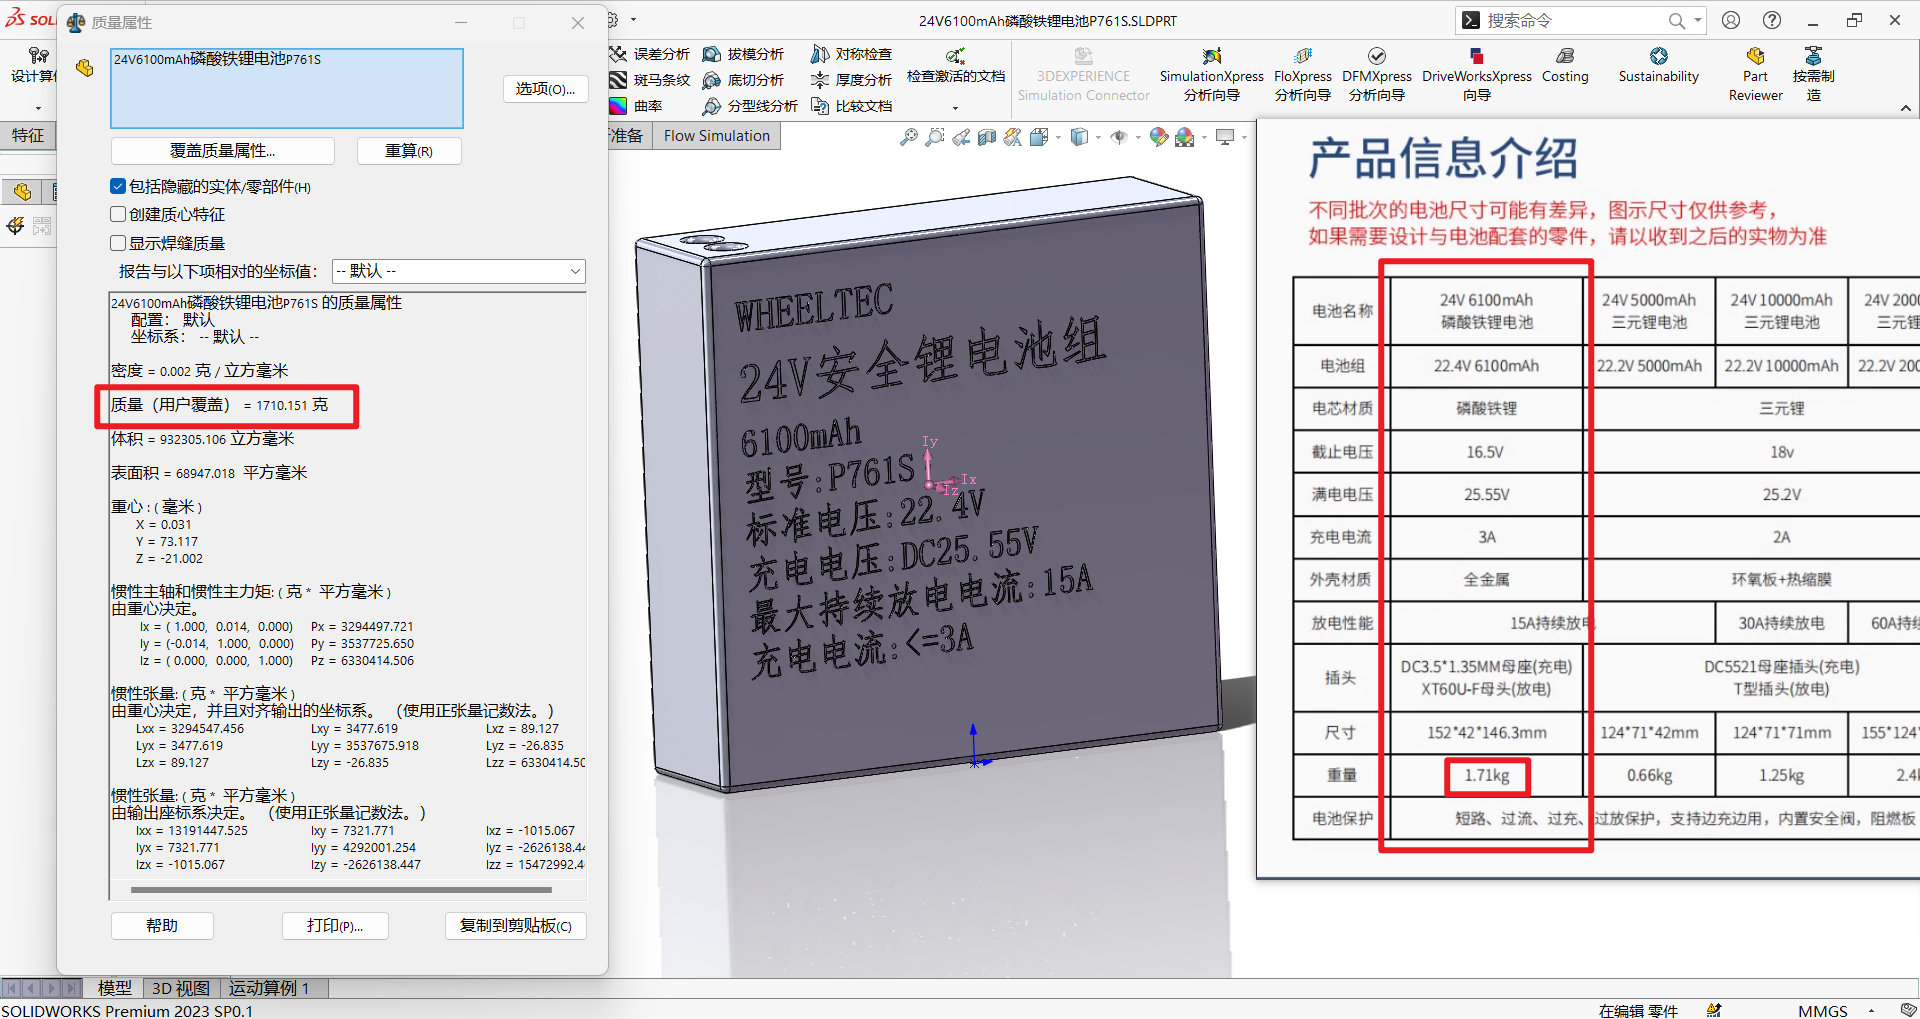 SOL
质量属性
24V6100mAh磷酸铁锂电池P761S.SLDPRT
搜索命令
设计算
24V6100mAh磷酸铁锂电池P761S
选项(O)...
覆盖质量属性...
重算(R)
包括隐藏的实体/零部件(H)
创建质心特征
显示焊缝质量
报告与以下项相对的坐标值:
-- 默认 --
24V6100mAh磷酸铁锂电池P761S 的质量属性
配置: 默认
坐标系: -- 默认 --
密度 = 0.002 克 / 立方毫米
质量（用户覆盖） = 1710.151 克
体积 = 932305.106 立方毫米
表面积 = 68947.018 平方毫米
重心 : ( 毫米 )
X = 0.031
Y = 73.117
Z = -21.002
惯性主轴和惯性主力矩: ( 克 * 平方毫米 )
由重心决定。
Ix = ( 1.000, 0.014, 0.000) Px = 3294497.721
Iy = (-0.014, 1.000, 0.000) Py = 3537725.650
Iz = ( 0.000, 0.000, 1.000) Pz = 6330414.506
惯性张量: ( 克 * 平方毫米 )
由重心决定，并且对齐输出的坐标系。 （使用正张量记数法。）
Lxx = 3294547.456 Lxy = 3477.619 Lxz = 89.127
Lyx = 3477.619 Lyy = 3537675.918 Lyz = -26.835
Lzx = 89.127 Lzy = -26.835 Lzz = 6330414.50
惯性张量: ( 克 * 平方毫米 )
由输出座标系决定。 （使用正张量记数法。）
Ixx = 13191447.525 Ixy = 7321.771 Ixz = -1015.067
Iyx = 7321.771 Iyy = 4292001.254 Iyz = -2626138.4
Izx = -1015.067 Izy = -2626138.447 Izz = 15472992.4
帮助
打印(P)...
复制到剪贴板(C)
特征
误差分析 拔模分析 对称检查
斑马条纹 底切分析 厚度分析
曲率 分型线分析 比较文档
检查激活的文档
3DEXPERIENCE
Simulation Connector
SimulationXpress
分析向导
FloXpress
分析向导
DFMXpress
分析向导
DriveWorksXpress
向导
Costing
Sustainability
Part
Reviewer
按需制
造
准备
Flow Simulation
WHEELTEC
24V安全锂电池组
6100mAh
型号:P761S
标准电压:22.4V
充电电压:DC25.55V
最大持续放电电流:15A
充电电流:<=3A
Iy
Ix
Iz
产品信息介绍
不同批次的电池尺寸可能有差异，图示尺寸仅供参考，
如果需要设计与电池配套的零件，请以收到之后的实物为准
电池名称 24V 6100mAh 24V 5000mAh 24V 10000mAh 24V 200
磷酸铁锂电池 三元锂电池 三元锂电池 三元锂
电池组 22.4V 6100mAh 22.2V 5000mAh 22.2V 10000mAh 22.2V 200
电芯材质 磷酸铁锂 三元锂
截止电压 16.5V 18v
满电电压 25.55V 25.2V
充电电流 3A 2A
外壳材质 全金属 环氧板+热缩膜
放电性能 15A持续放电 30A持续放电 60A持续
插头 DC3.5*1.35MM母座(充电) DC5521母座插头(充电)
XT60U-F母头(放电) T型插头(放电)
尺寸 152*42*146.3mm 124*71*42mm 124*71*71mm 155*124
重量 1.71kg 0.66kg 1.25kg 2.4
电池保护 短路、过流、过充、过放保护，支持边充边用，内置安全阀，阻燃板
模型 3D 视图 运动算例 1
SOLIDWORKS Premium 2023 SP0.1
在编辑 零件
MMGS